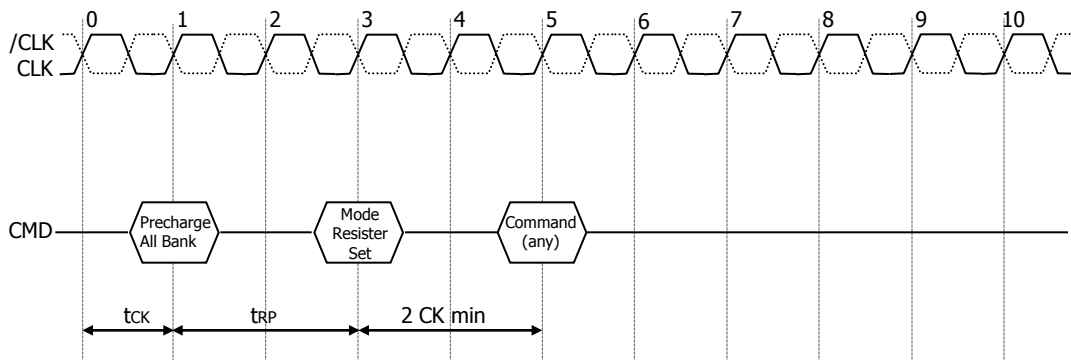 0 1 2 3 4 5 6 7 8 9 10
/CLK
CLK
CMD
Precharge
All Bank
Mode
Resister
Set
Command
(any)
tCK
tRP
2 CK min